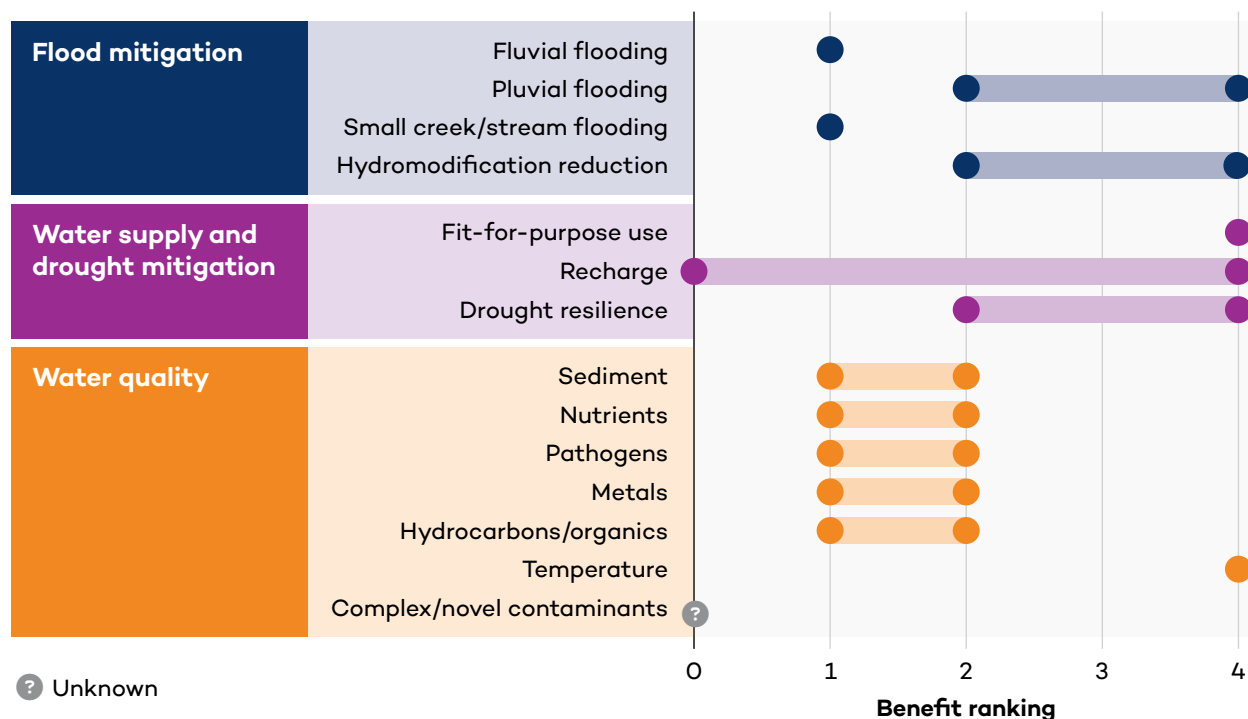 Flood mitigation
Fluvial flooding
Pluvial flooding
Small creek/stream flooding
Hydromodification reduction
Water supply and
drought mitigation
Fit-for-purpose use
Recharge
Drought resilience
Water quality
Sediment
Nutrients
Pathogens
Metals
Hydrocarbons/organics
Temperature
Complex/novel contaminants
?
0 1 2 3 4
Benefit ranking
? Unknown